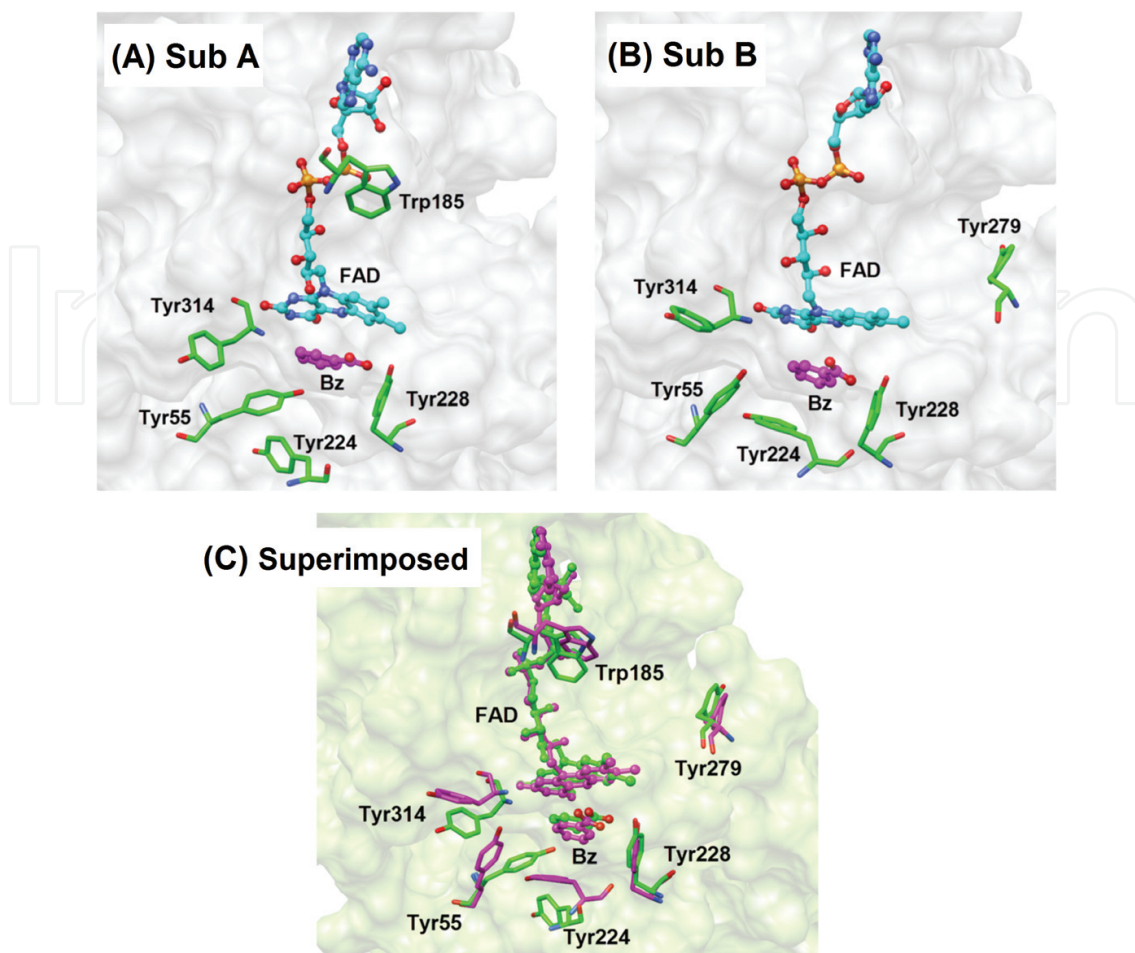 (A) Sub A
(B) Sub B
Trp185
Tyr279
FAD
FAD
Tyr314
Tyr314
Bz
Bz
Tyr55
Tyr228
Tyr55
Tyr228
Tyr224
Tyr224
(C) Superimposed
Trp185
FAD
Tyr279
Tyr314
Bz
Tyr228
Tyr55
Tyr224